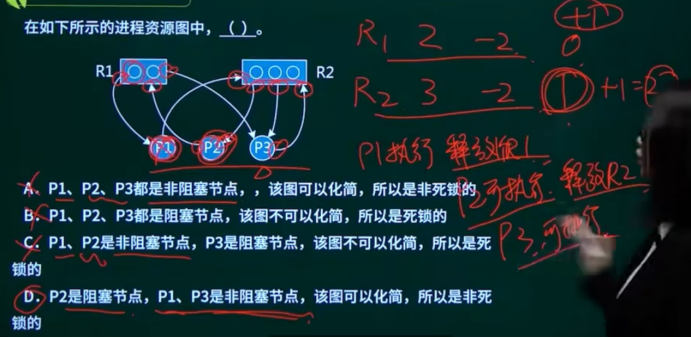 在如下所示的进程资源图中，（）。
R1
R2
P1
P2
P3
A、P1、P2、P3都是非阻塞节点，，该图可以化简，所以是非死锁的
B．P1、P2、P3都是阻塞节点，该图不可以化简，所以是死锁的
C．P1、P2是非阻塞节点，P3是阻塞节点，该图不可以化简，所以是死
锁的
D．P2是阻塞节点，P1、P3是非阻塞节点，该图可以化简，所以是非死
锁的
+1
R1 2 -2 0
R2 3 -2 1 +1=2
P1执行 释放R1
P2可执行 释放R2
P3可执行